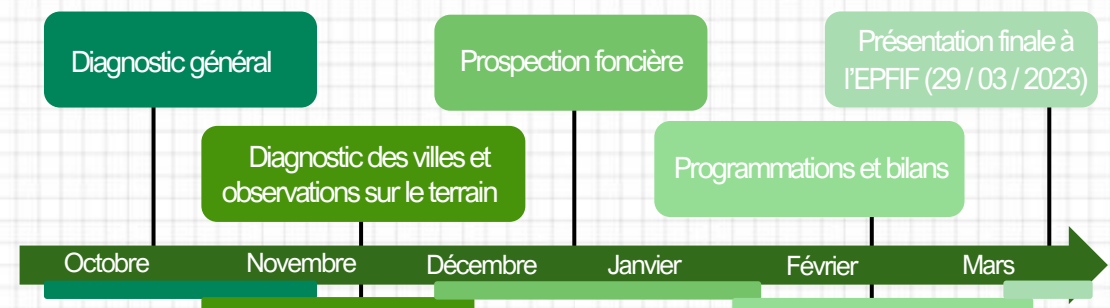 Diagnostic général
Prospection foncière
Présentation finale à
l'EPFIF (29 / 03 / 2023)
Diagnostic des villes et
observations sur le terrain
Programmations et bilans
Octobre
Novembre
Décembre
Janvier
Février
Mars